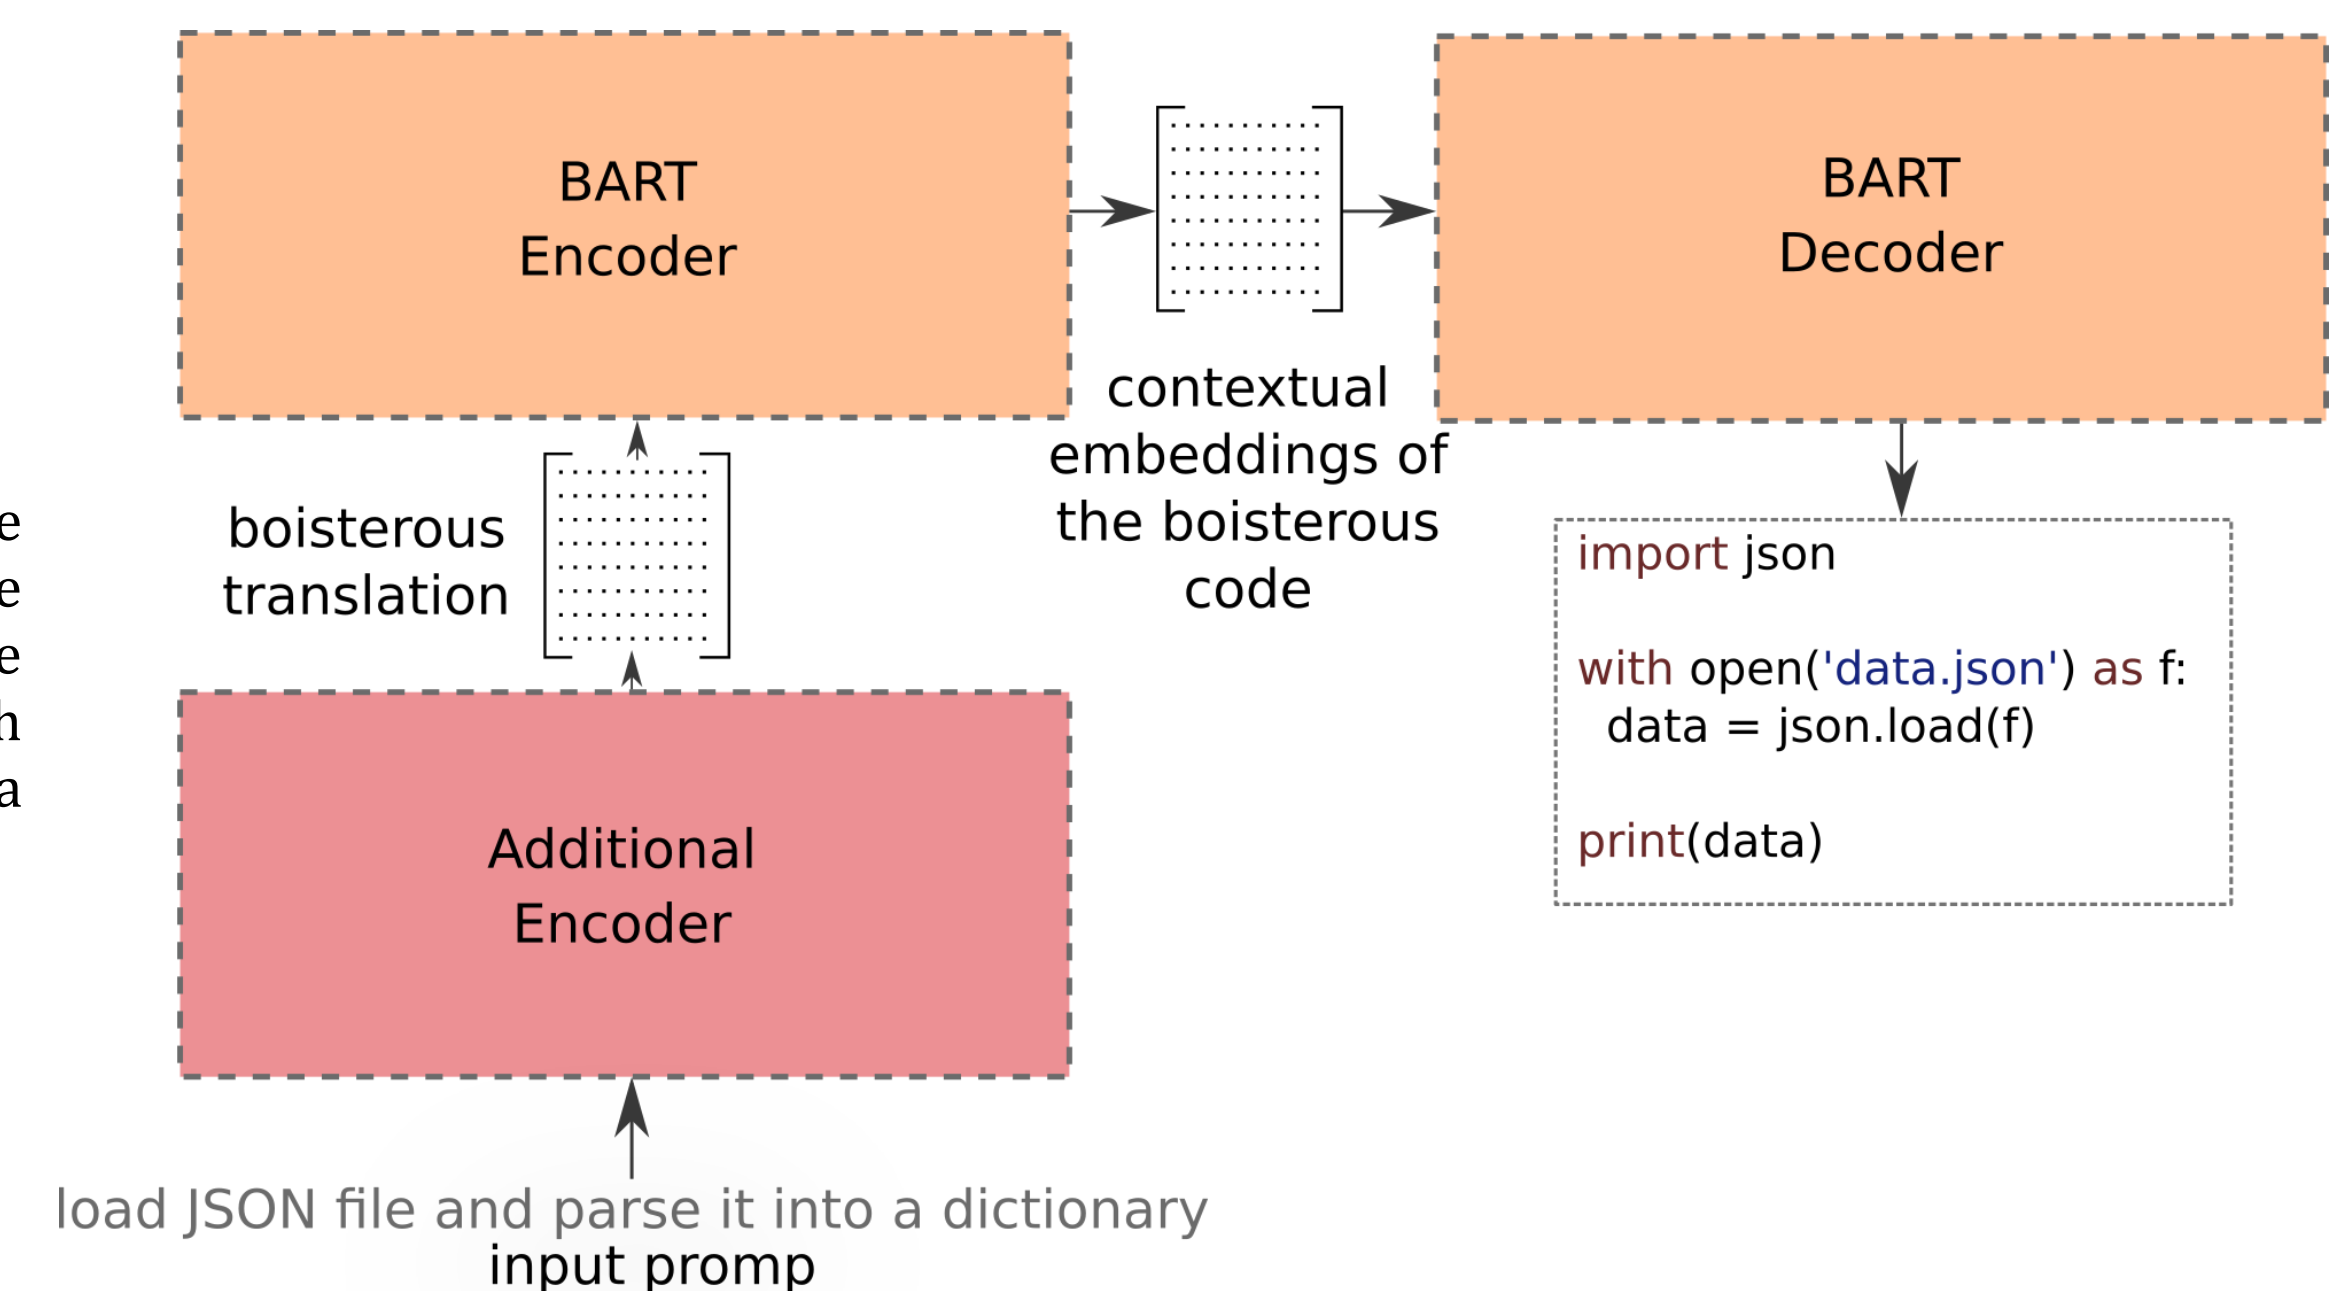 BART
Encoder
BART
Decoder
contextual
embeddings of
the boisterous
code
boisterous
translation
e
e
e
h
a
import json
with open('data.json') as f:
data = json.load(f)
print(data)
Additional
Encoder
load JSON file and parse it into a dictionary
input promp